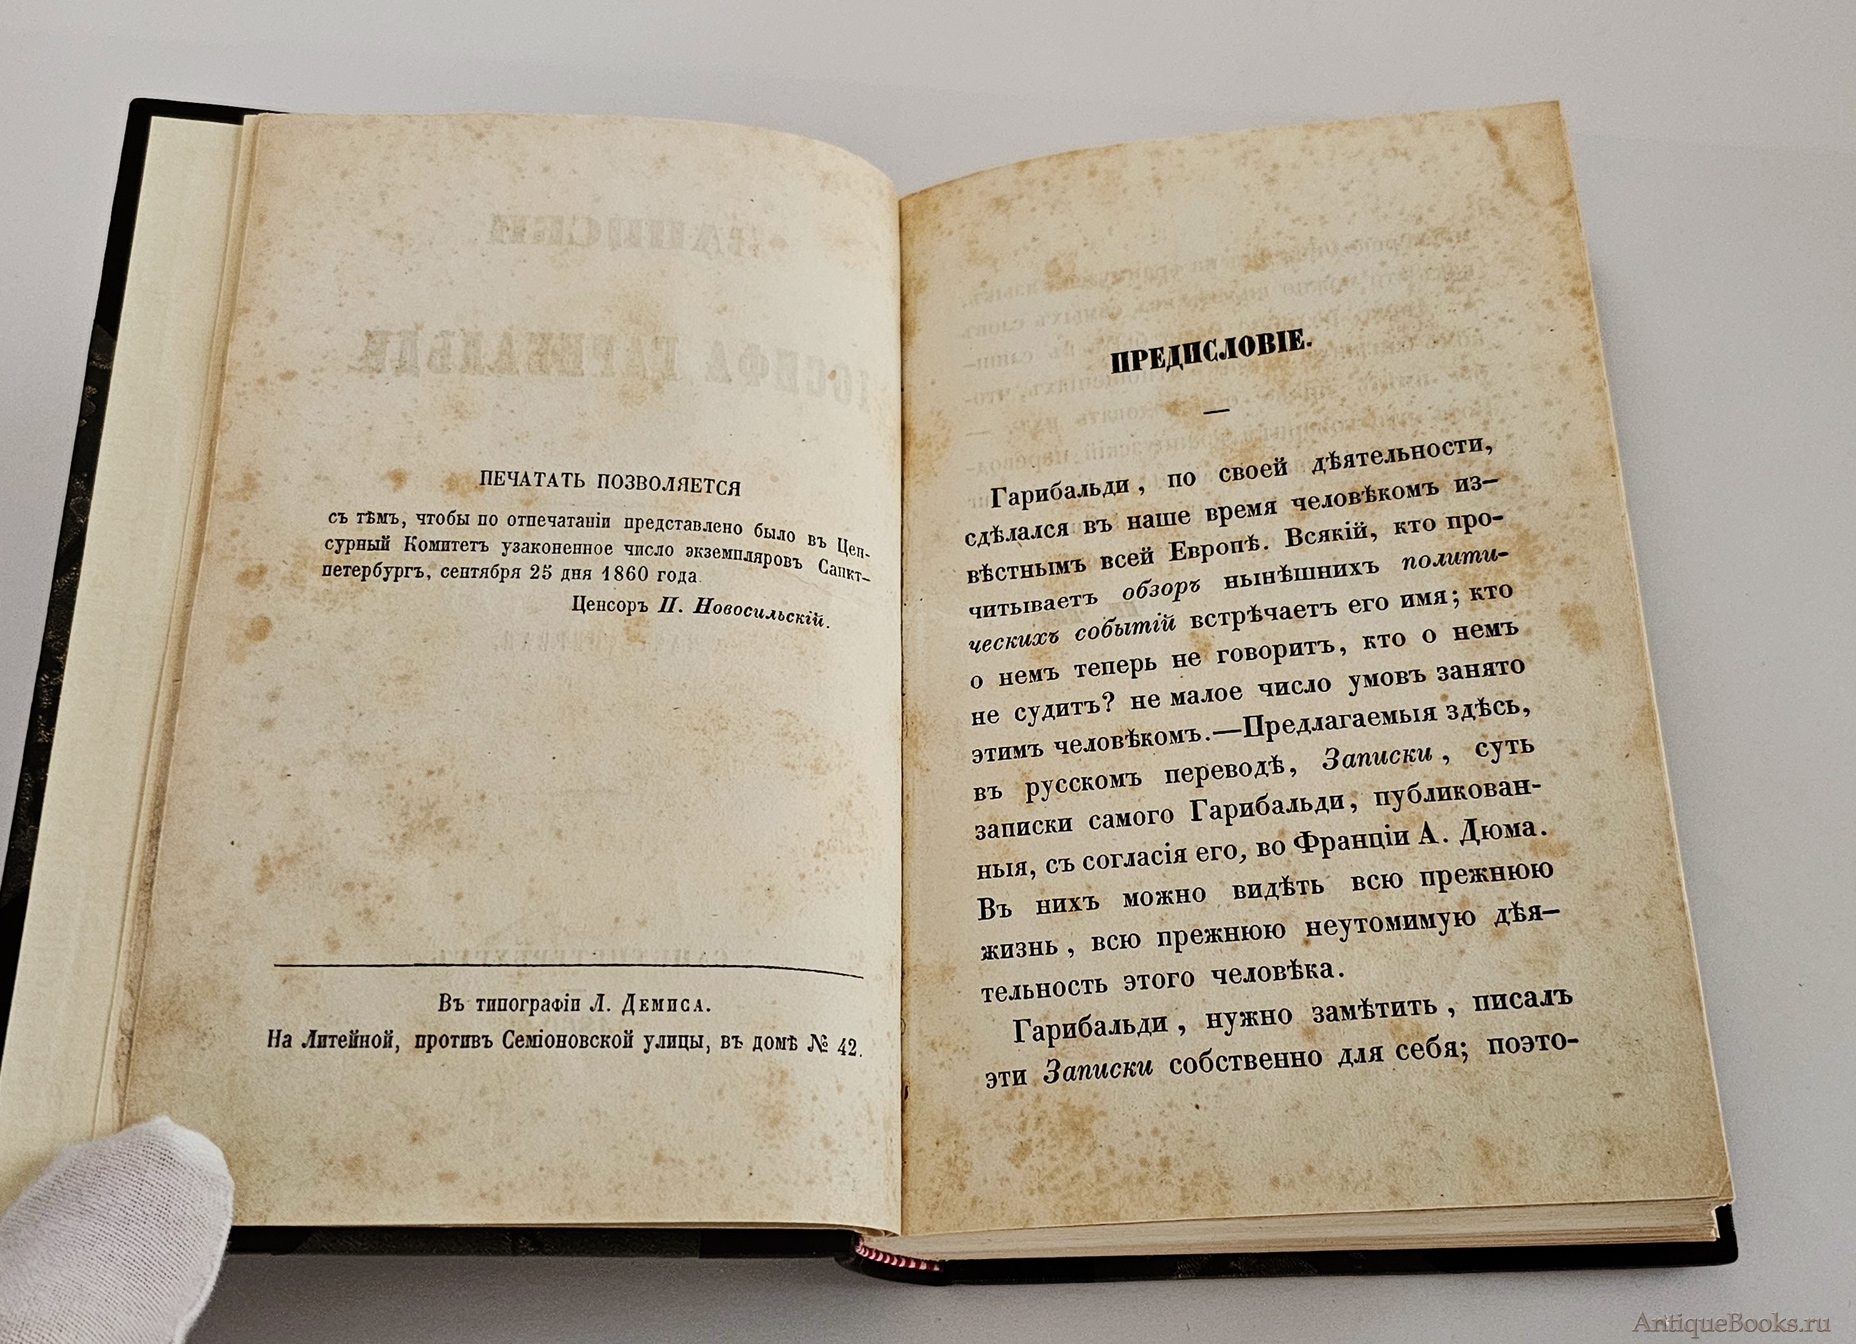 ПЕЧАТАТЬ ПОЗВОЛЯЕТСЯ
съ тѣмъ, чтобы по отпечатаніи представлено было въ Цен-
сурный Комитетъ узаконенное число экземпляровъ Санкт-
петербургъ, сентября 25 дня 1860 года.
Ценсоръ П. Новосильскій.
Въ типографіи Л. Демиса.
На Литейной, противъ Семіоновской улицы, въ домѣ № 42.
ПРЕДИСЛОВІЕ.
—
Гарибальди, по своей дѣятельности,
сдѣлался въ наше время человѣкомъ из-
вѣстнымъ всей Европѣ. Всякій, кто про-
читываетъ обзоръ нынѣшнихъ полити-
ческихъ событій встрѣчаетъ его имя; кто
о немъ теперь не говоритъ, кто о немъ
не судитъ? не малое число умовъ занято
этимъ человѣкомъ.—Предлагаемыя здѣсь,
въ русскомъ переводѣ, Записки, суть
записки самого Гарибальди, публикован-
ныя, съ согласія его, во Франціи А. Дюма.
Въ нихъ можно видѣть всю прежнюю
жизнь, всю прежнюю неутомимую дѣя-
тельность этого человѣка.
Гарибальди, нужно замѣтить, писалъ
эти Записки собственно для себя; поэто-
AntiqueBooks.ru